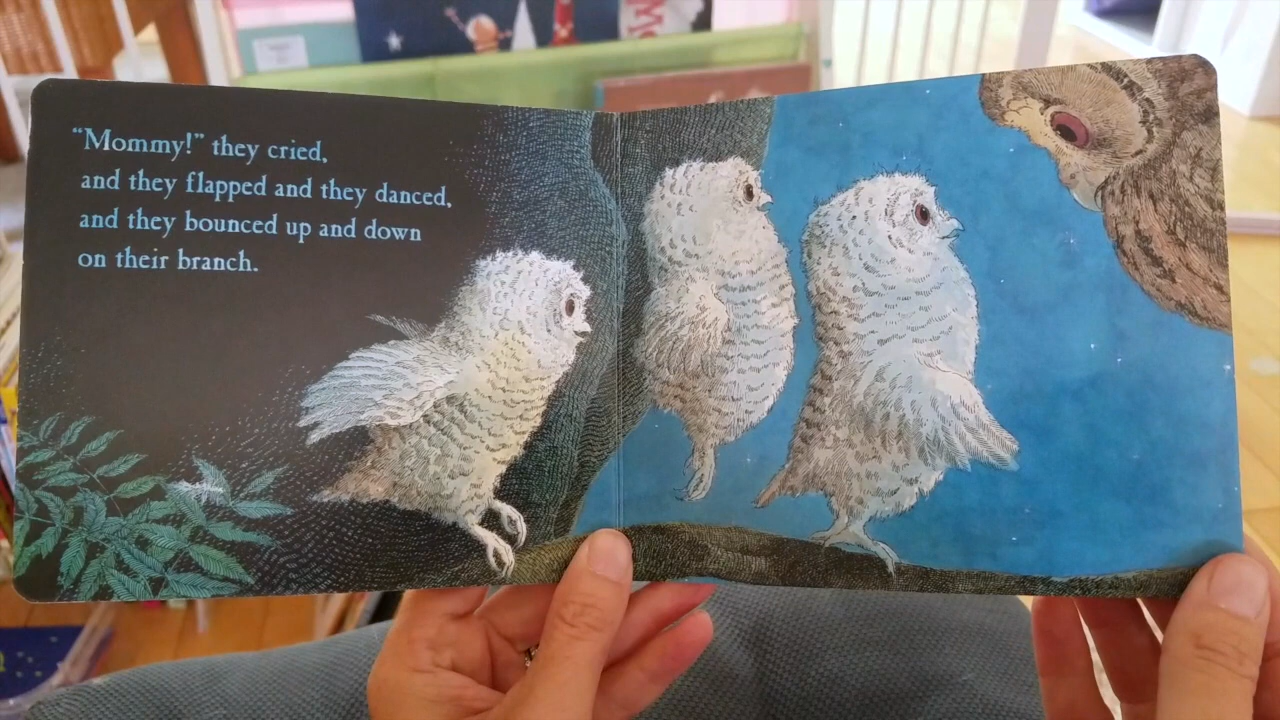 “Mommy!” they cried,
and they flapped and they danced,
and they bounced up and down
on their branch.